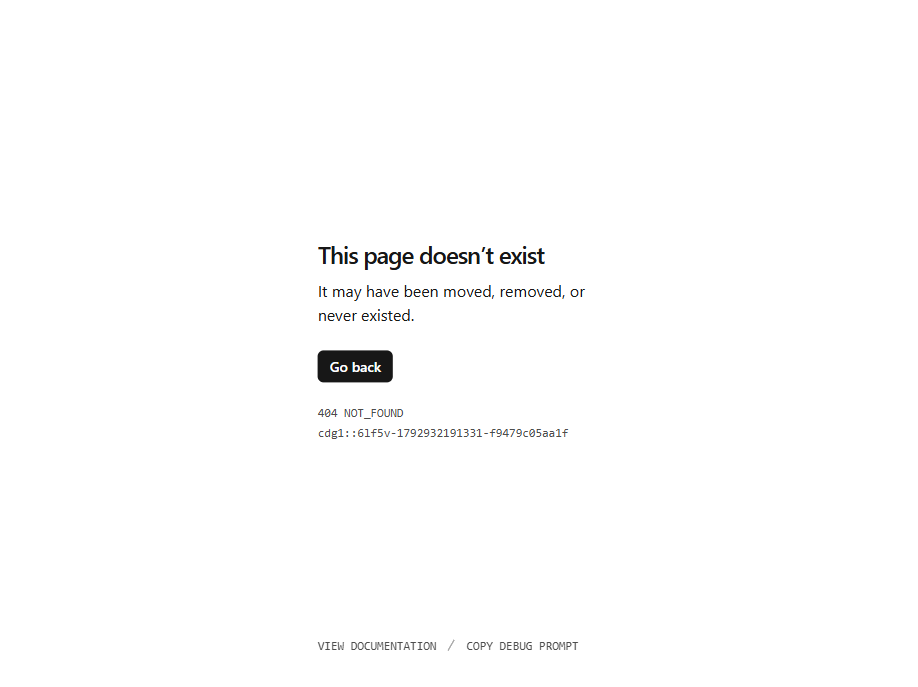 This page doesn’t exist
It may have been moved, removed, or
never existed.
Go back
404 NOT_FOUND
cdg1::6lf5v-1792932191331-f9479c05aa1f
VIEW DOCUMENTATION / COPY DEBUG PROMPT